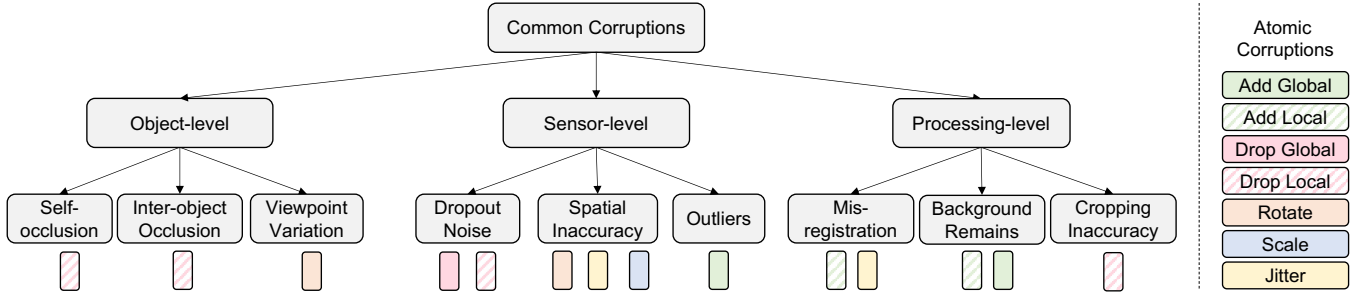 Common Corruptions
Object-level
Sensor-level
Processing-level
Self-
occlusion
Inter-object
Occlusion
Viewpoint
Variation
Dropout
Noise
Spatial
Inaccuracy
Outliers
Mis-
registration
Background
Remains
Cropping
Inaccuracy
Atomic
Corruptions
Add Global
Add Local
Drop Global
Drop Local
Rotate
Scale
Jitter